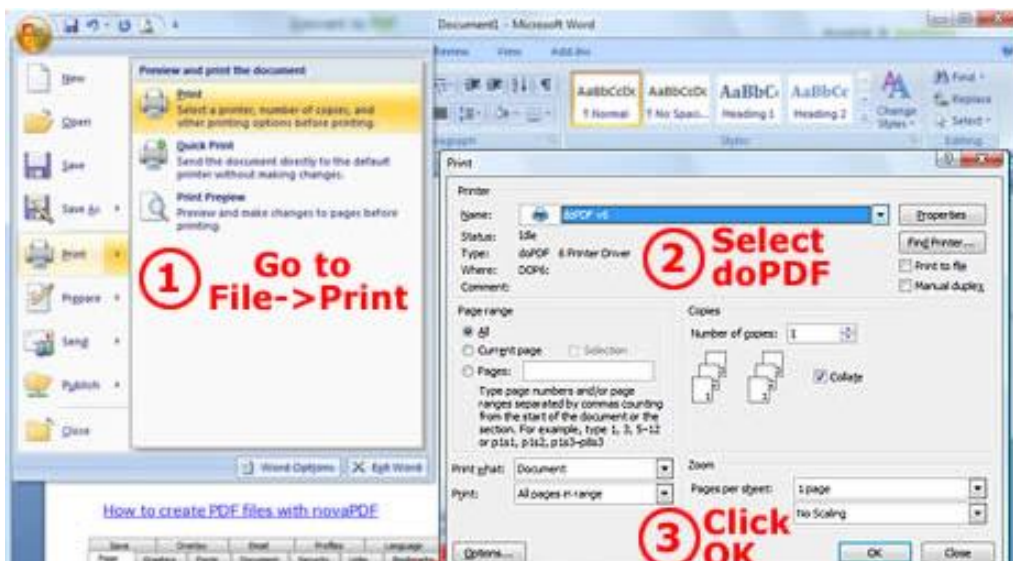 Document1 - Microsoft Word
New
Open
Save
Save As
Print
Prepare
Send
Publish
Close
Preview and print the document
Print
Select a printer, number of copies, and
other printing options before printing.
Quick Print
Send the document directly to the default
printer without making changes.
Print Preview
Preview and make changes to pages before
printing.
1 Go to
File->Print
Word Options
Exit Word
How to create PDF files with novaPDF
View
Add-Ins
AaBbCcDc
AaBbCcDc
AaBbC
AaBbCc
¶ Normal
¶ No Spaci...
Heading 1
Heading 2
Change
Styles
Styles
Find
Replace
Select
Editing
Print
Printer
Name: doPDF v6
Properties
Status: Idle
Find Printer...
Type: doPDF 6 Printer Driver
Where: DOP6:
Comment:
Print to file
Manual duplex
2 Select
doPDF
Page range
All
Current page
Selection
Pages:
Type page numbers and/or page
ranges separated by commas counting
from the start of the document or the
section. For example, type 1, 3, 5-12
or p1s1, p1s2, p1s3-p8s3
Copies
Number of copies: 1
Collate
Print what: Document
Print: All pages in range
Zoom
Pages per sheet: 1 page
No Scaling
3 Click
OK
Options...
OK
Close